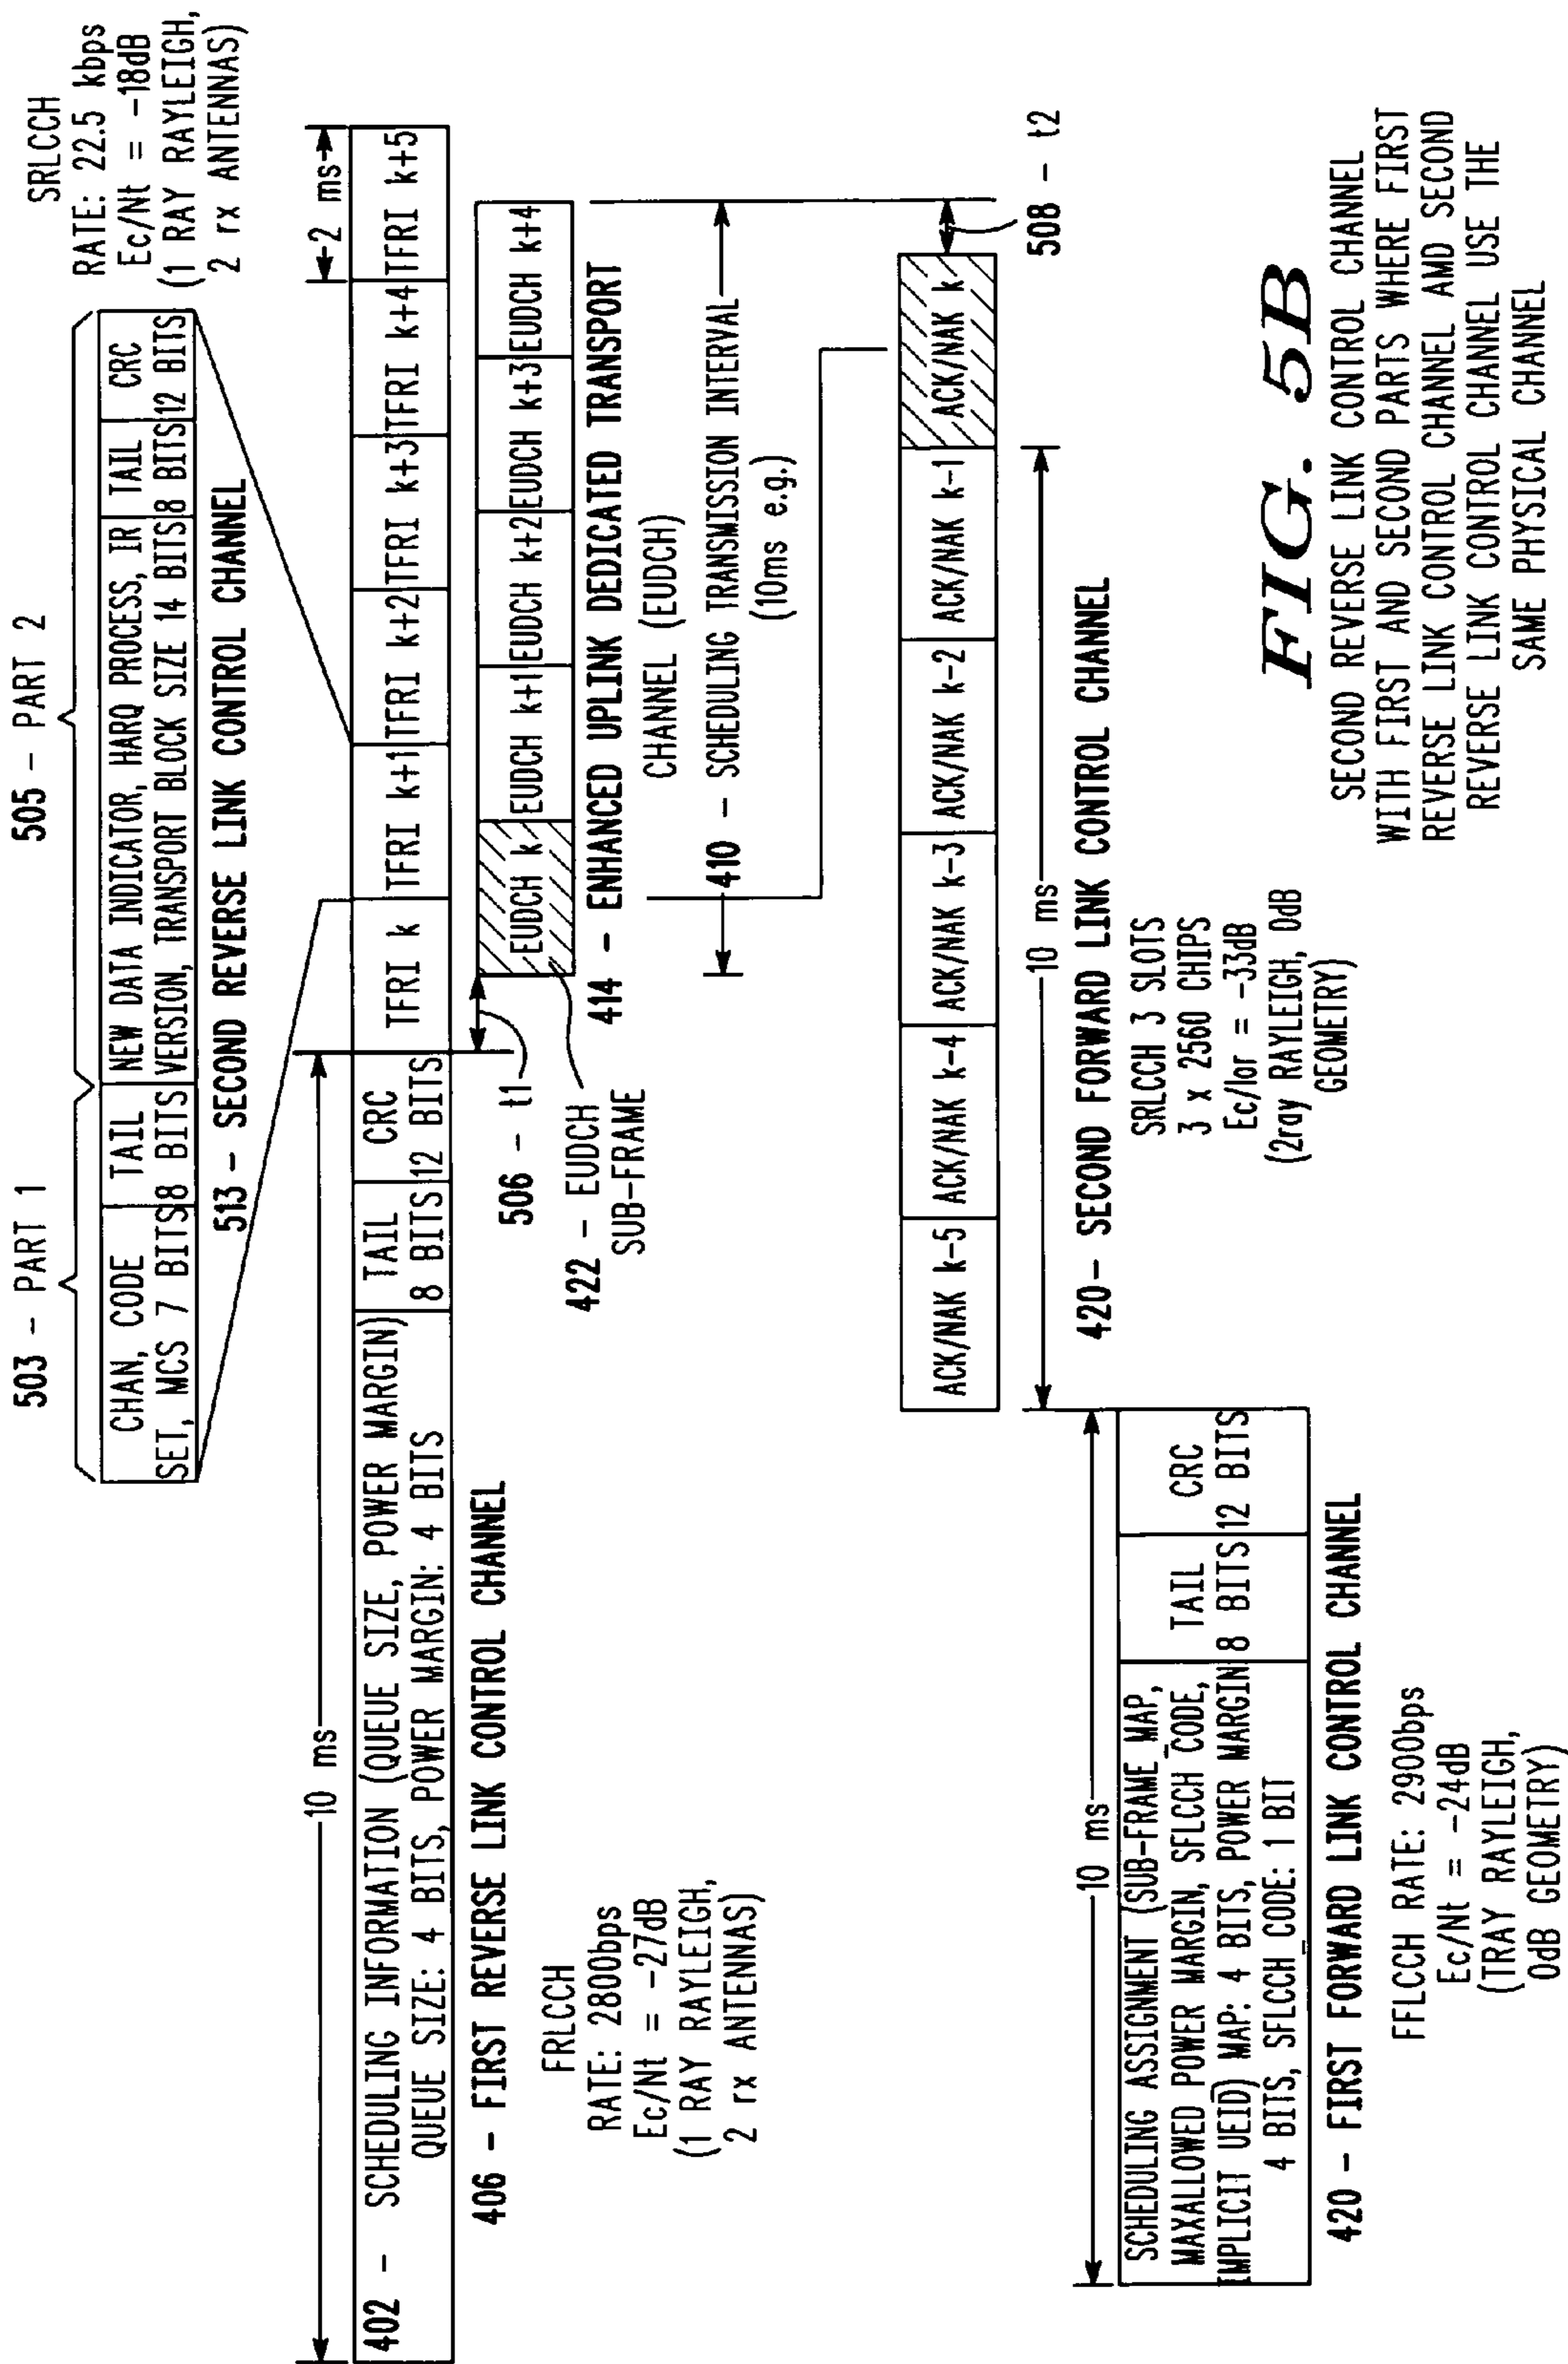 503 - PART 1
505 - PART 2
CHAN, CODE
SET, MCS 7 BITS
TAIL
8 BITS
NEW DATA INDICATOR, HARQ PROCESS, IR
VERSION, TRANSPORT BLOCK SIZE 14 BITS
TAIL
8 BITS
CRC
12 BITS
513 - SECOND REVERSE LINK CONTROL CHANNEL
SRLCCH
RATE: 22.5 kbps
Ec/Nt = -18dB
(1 RAY RAYLEIGH,
2 rx ANTENNAS)
10 ms
2 ms
402 - SCHEDULING INFORMATION (QUEUE SIZE, POWER MARGIN)
QUEUE SIZE: 4 BITS, POWER MARGIN: 4 BITS
TAIL
8 BITS
CRC
12 BITS
TFRI k
TFRI k+1
TFRI k+2
TFRI k+3
TFRI k+4
TFRI k+5
406 - FIRST REVERSE LINK CONTROL CHANNEL
FRLCCH
RATE: 2800bps
Ec/Nt = -27dB
(1 RAY RAYLEIGH,
2 rx ANTENNAS)
506 - t1
422 - EUDCH
SUB-FRAME
EUDCH k
EUDCH k+1
EUDCH k+2
EUDCH k+3
EUDCH k+4
414 - ENHANCED UPLINK DEDICATED TRANSPORT
CHANNEL (EUDCH)
410 - SCHEDULING TRANSMISSION INTERVAL
(10ms e.g.)
ACK/NAK k-5
ACK/NAK k-4
ACK/NAK k-3
ACK/NAK k-2
ACK/NAK k-1
ACK/NAK k
508 - t2
10 ms
420- SECOND FORWARD LINK CONTROL CHANNEL
SRLCCH 3 SLOTS
3 x 2560 CHIPS
Ec/Ior = -33dB
(2ray RAYLEIGH, 0dB
GEOMETRY)
10 ms
SCHEDULING ASSIGNMENT (SUB-FRAME MAP,
MAXALLOWED POWER MARGIN, SFLCCH_CODE,
IMPLICIT UEID) MAP: 4 BITS, POWER MARGIN
4 BITS, SFLCCH_CODE: 1 BIT
TAIL
8 BITS
CRC
12 BITS
420 - FIRST FORWARD LINK CONTROL CHANNEL
FFLCCH RATE: 2900bps
Ec/Nt = -24dB
(TRAY RAYLEIGH,
0dB GEOMETRY)
FIG. 5B
SECOND REVERSE LINK CONTROL CHANNEL
WITH FIRST AND SECOND PARTS WHERE FIRST
REVERSE LINK CONTROL CHANNEL AMD SECOND
REVERSE LINK CONTROL CHANNEL USE THE
SAME PHYSICAL CHANNEL